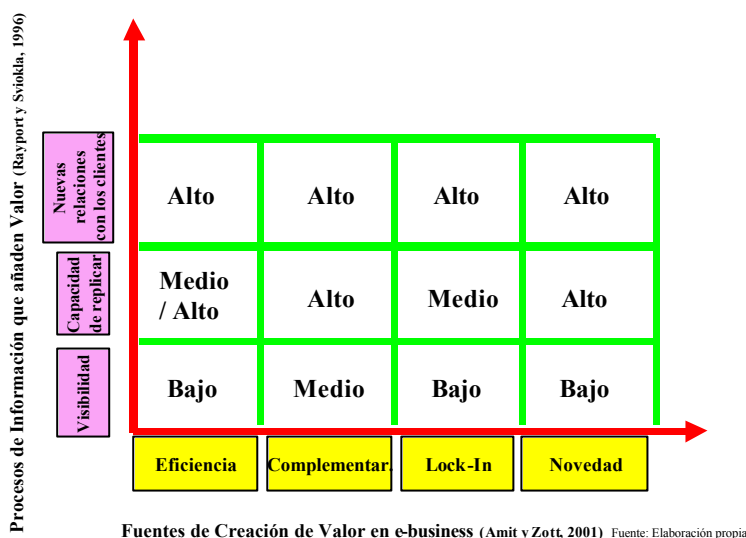 Procesos de Información que añaden Valor (Rayport y Sviokla, 1996)
Nuevas
relaciones
con los clientes
Alto
Alto
Alto
Alto
Capacidad
de replicar
Medio
/ Alto
Alto
Medio
Alto
Visibilidad
Bajo
Medio
Bajo
Bajo
Eficiencia
Complementar.
Lock-In
Novedad
Fuentes de Creación de Valor en e-business (Amit y Zott, 2001) Fuente: Elaboración propia